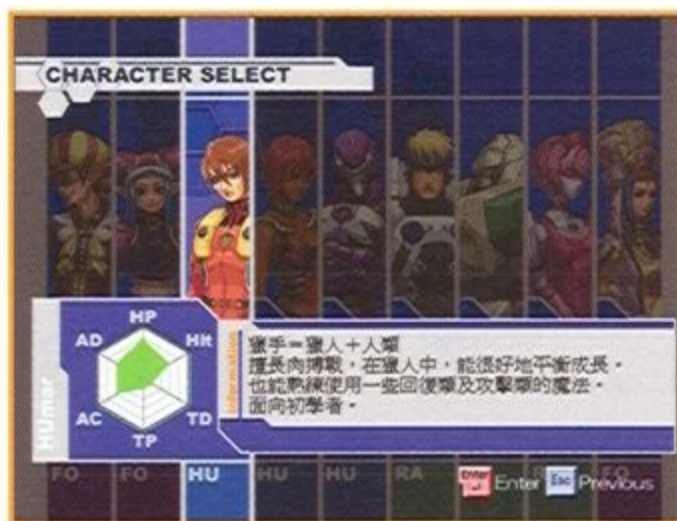 CHARACTER SELECT
HP
AD
Hit
AC
TD
TP
HUmar
Information
獵手＝獵人＋人類
擅長肉搏戰，在獵人中，能很好地平衡成長。
也能熟練使用一些回復類及攻擊類的魔法。
面向初學者。
FO
FO
HU
HU
HU
RA
R
FO
Enter
Enter
Esc
Previous